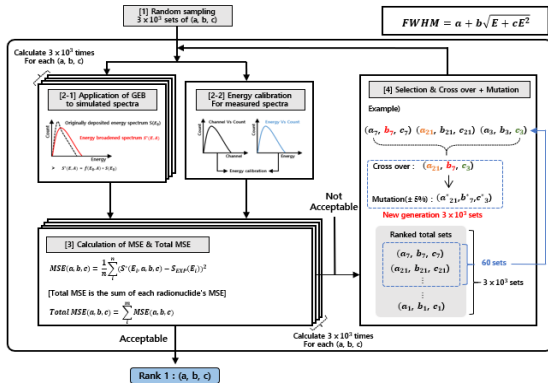 [1] Random sampling
3 x 10³ sets of (a, b, c)
FWHM = a + b√E + cE²
Calculate 3 x 10³ times
For each (a, b, c)
[2-1] Application of GEB
to simulated spectra
Count
Originally deposited energy spectrum S(E₀)
Energy broadened spectrum S*(E, A)
Energy
[2-2] Energy calibration
For measured spectra
Channel Vs Count
Energy Vs Count
Count
Count
Channel
Energy
Energy calibration
[4] Selection & Cross over + Mutation
Example)
(a₇, b₇, c₇) (a₂₁, b₂₁, c₂₁) (a₃, b₃, c₃)
Cross over : (a₂₁, b₇, c₃)
Mutation(± 5%) : (a*₂₁, b*₇, c*₃)
New generation 3 x 10³ sets
Ranked total sets
(a₇, b₇, c₇)
(a₂₁, b₂₁, c₂₁)
⋮
(a₁, b₁, c₁)
60 sets
3 x 10³ sets
Not
Acceptable
[3] Calculation of MSE & Total MSE
MSE(a, b, c) = 1/n ∑ (S*(Eᵢ, a, b, c) − S_EXP(Eᵢ))²
[Total MSE is the sum of each radionuclide's MSE]
Total MSE(a, b, c) = ∑ MSE(a, b, c)
Calculate 3 x 10³ times
For each (a, b, c)
Acceptable
Rank 1 : (a, b, c)